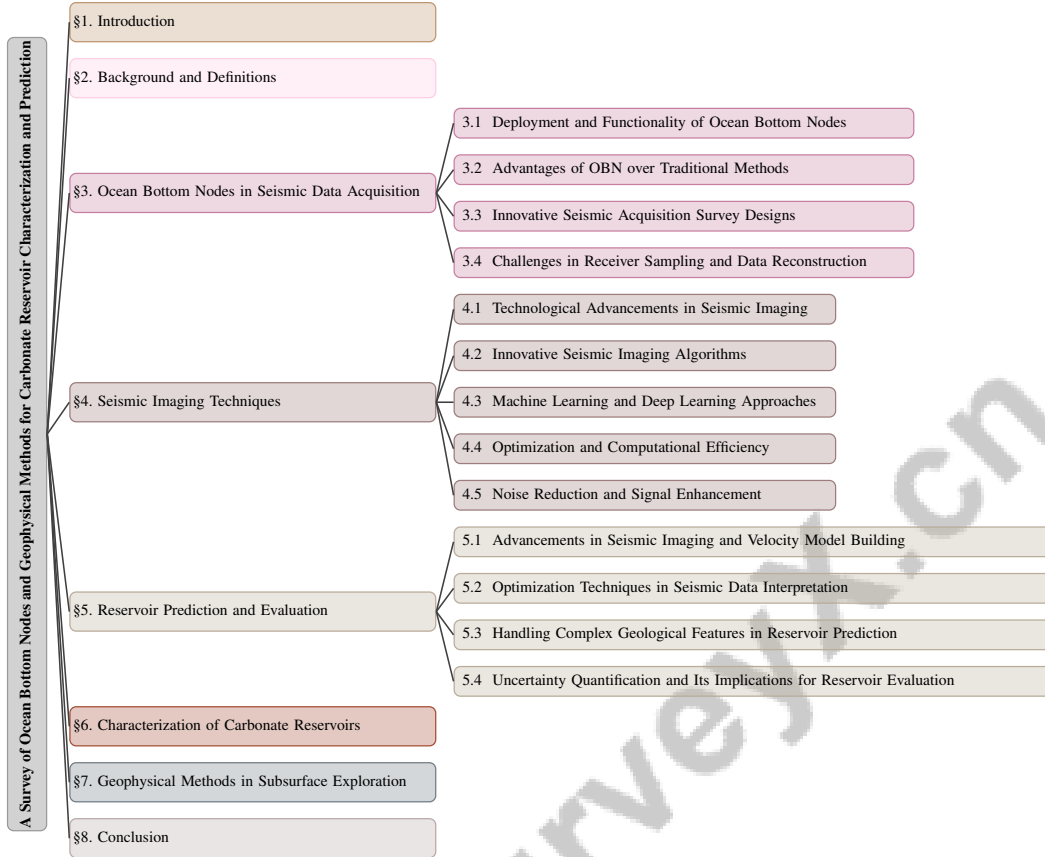 A Survey of Ocean Bottom Nodes and Geophysical Methods for Carbonate Reservoir Characterization and Prediction
§1. Introduction
§2. Background and Definitions
§3. Ocean Bottom Nodes in Seismic Data Acquisition
3.1 Deployment and Functionality of Ocean Bottom Nodes
3.2 Advantages of OBN over Traditional Methods
3.3 Innovative Seismic Acquisition Survey Designs
3.4 Challenges in Receiver Sampling and Data Reconstruction
§4. Seismic Imaging Techniques
4.1 Technological Advancements in Seismic Imaging
4.2 Innovative Seismic Imaging Algorithms
4.3 Machine Learning and Deep Learning Approaches
4.4 Optimization and Computational Efficiency
4.5 Noise Reduction and Signal Enhancement
§5. Reservoir Prediction and Evaluation
5.1 Advancements in Seismic Imaging and Velocity Model Building
5.2 Optimization Techniques in Seismic Data Interpretation
5.3 Handling Complex Geological Features in Reservoir Prediction
5.4 Uncertainty Quantification and Its Implications for Reservoir Evaluation
§6. Characterization of Carbonate Reservoirs
§7. Geophysical Methods in Subsurface Exploration
§8. Conclusion
rveyx.cn